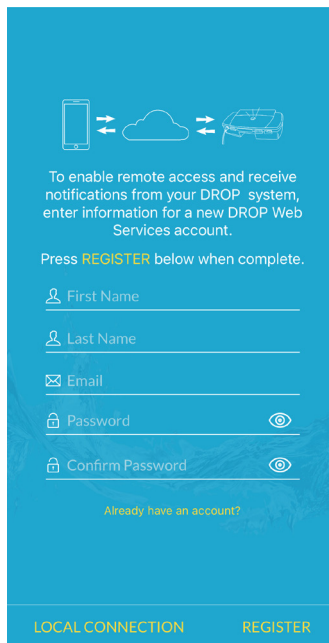 To enable remote access and receive
notifications from your DROP system,
enter information for a new DROP Web
Services account.
Press REGISTER below when complete.
First Name
Last Name
Email
Password
Confirm Password
Already have an account?
LOCAL CONNECTION REGISTER